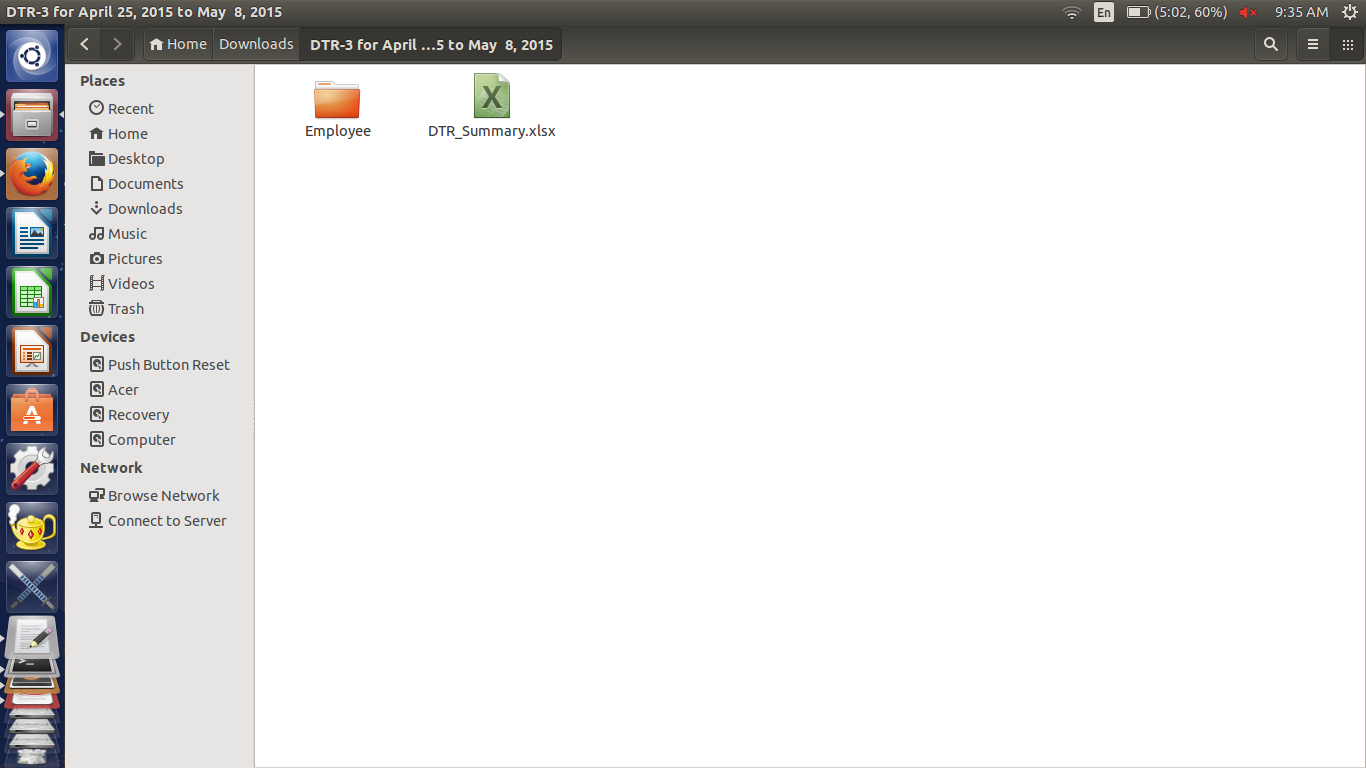 DTR-3 for April 25, 2015 to May  8, 2015
En
(5:02, 60%)
9:35 AM
Home
Downloads
DTR-3 for April ...5 to May  8, 2015
Places
Recent
Home
Desktop
Documents
Downloads
Music
Pictures
Videos
Trash
Devices
Push Button Reset
Acer
Recovery
Computer
Network
Browse Network
Connect to Server
Employee
DTR_Summary.xlsx